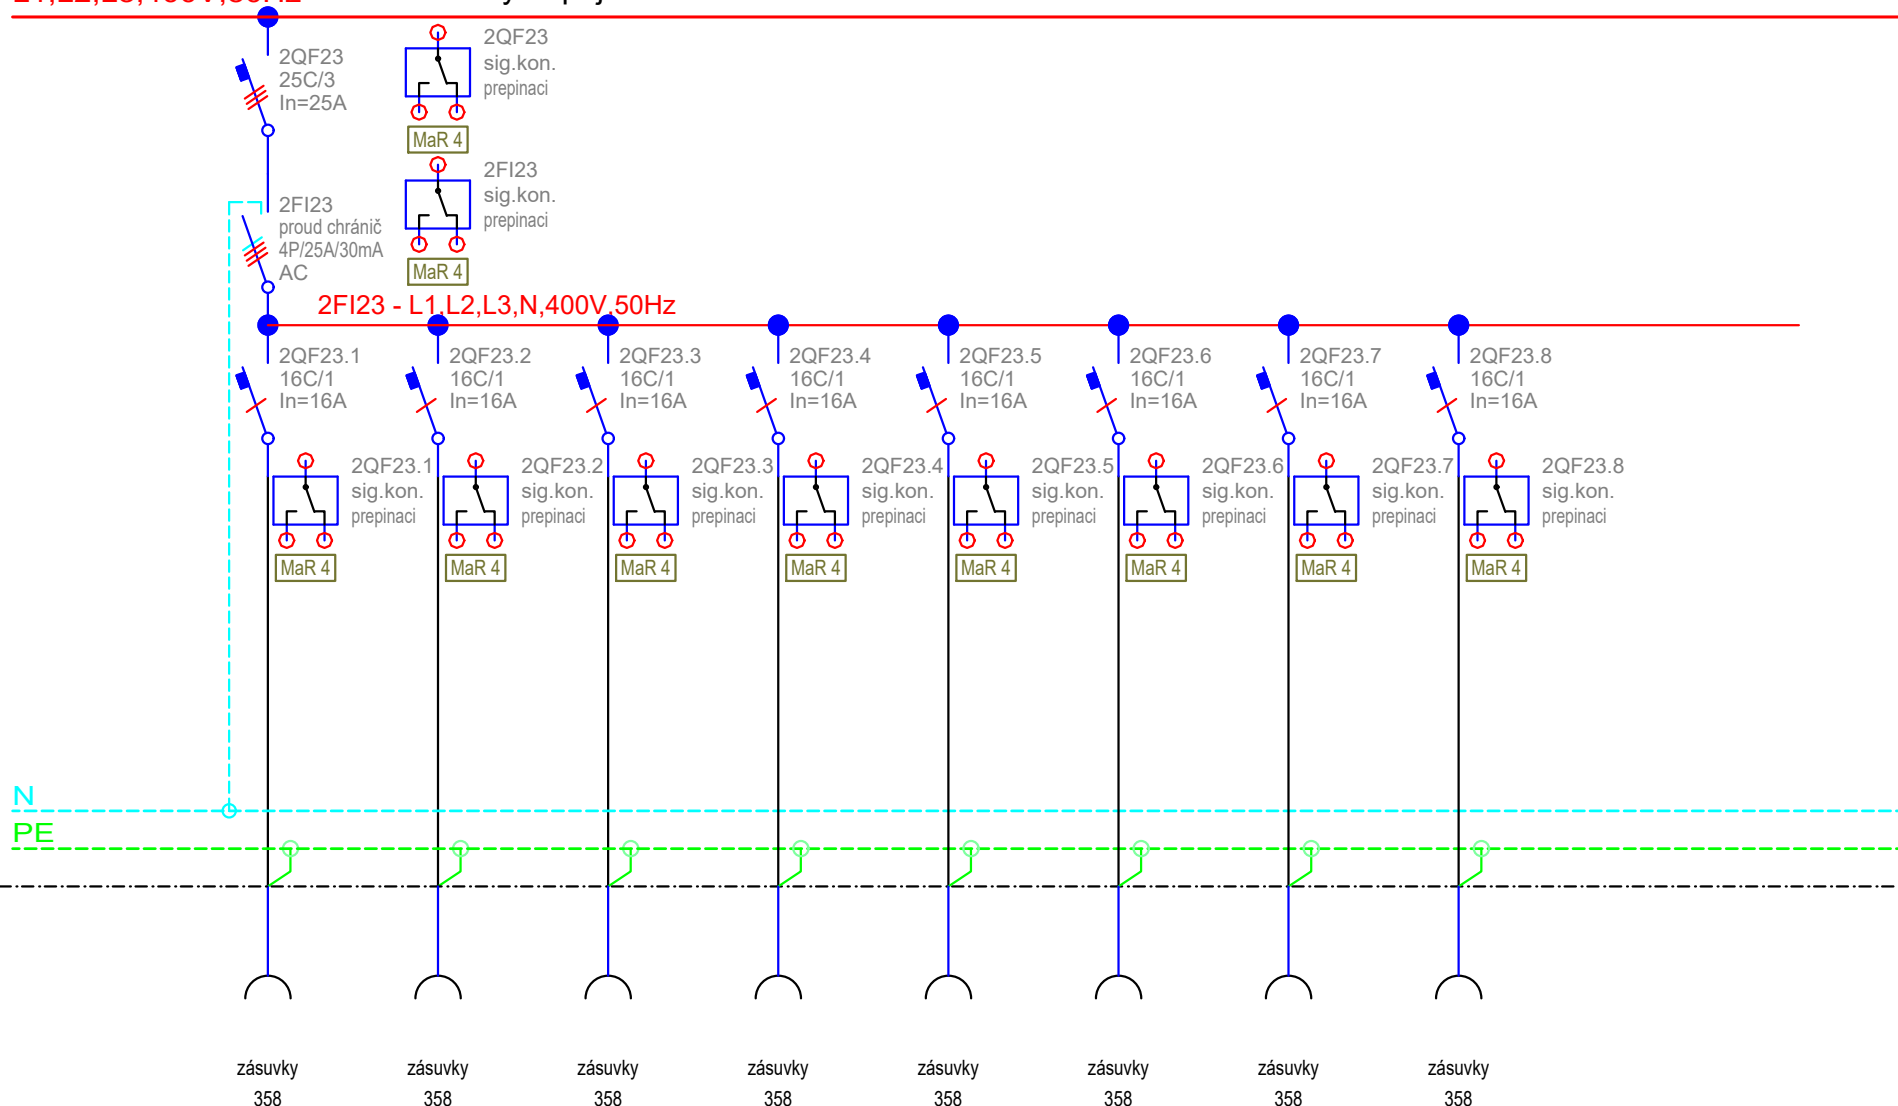 2QF23
25C/3
In=25A
2QF23
sig.kon.
prepinaci
MaR 4
2FI23
proud chránič
4P/25A/30mA
AC
2FI23
sig.kon.
prepinaci
MaR 4
2FI23 - L1,L2,L3,N,400V,50Hz
2QF23.1
16C/1
In=16A
2QF23.2
16C/1
In=16A
2QF23.3
16C/1
In=16A
2QF23.4
16C/1
In=16A
2QF23.5
16C/1
In=16A
2QF23.6
16C/1
In=16A
2QF23.7
16C/1
In=16A
2QF23.8
16C/1
In=16A
2QF23.1
sig.kon.
prepinaci
MaR 4
2QF23.2
sig.kon.
prepinaci
MaR 4
2QF23.3
sig.kon.
prepinaci
MaR 4
2QF23.4
sig.kon.
prepinaci
MaR 4
2QF23.5
sig.kon.
prepinaci
MaR 4
2QF23.6
sig.kon.
prepinaci
MaR 4
2QF23.7
sig.kon.
prepinaci
MaR 4
2QF23.8
sig.kon.
prepinaci
MaR 4
N
PE
zásuvky
358
zásuvky
358
zásuvky
358
zásuvky
358
zásuvky
358
zásuvky
358
zásuvky
358
zásuvky
358